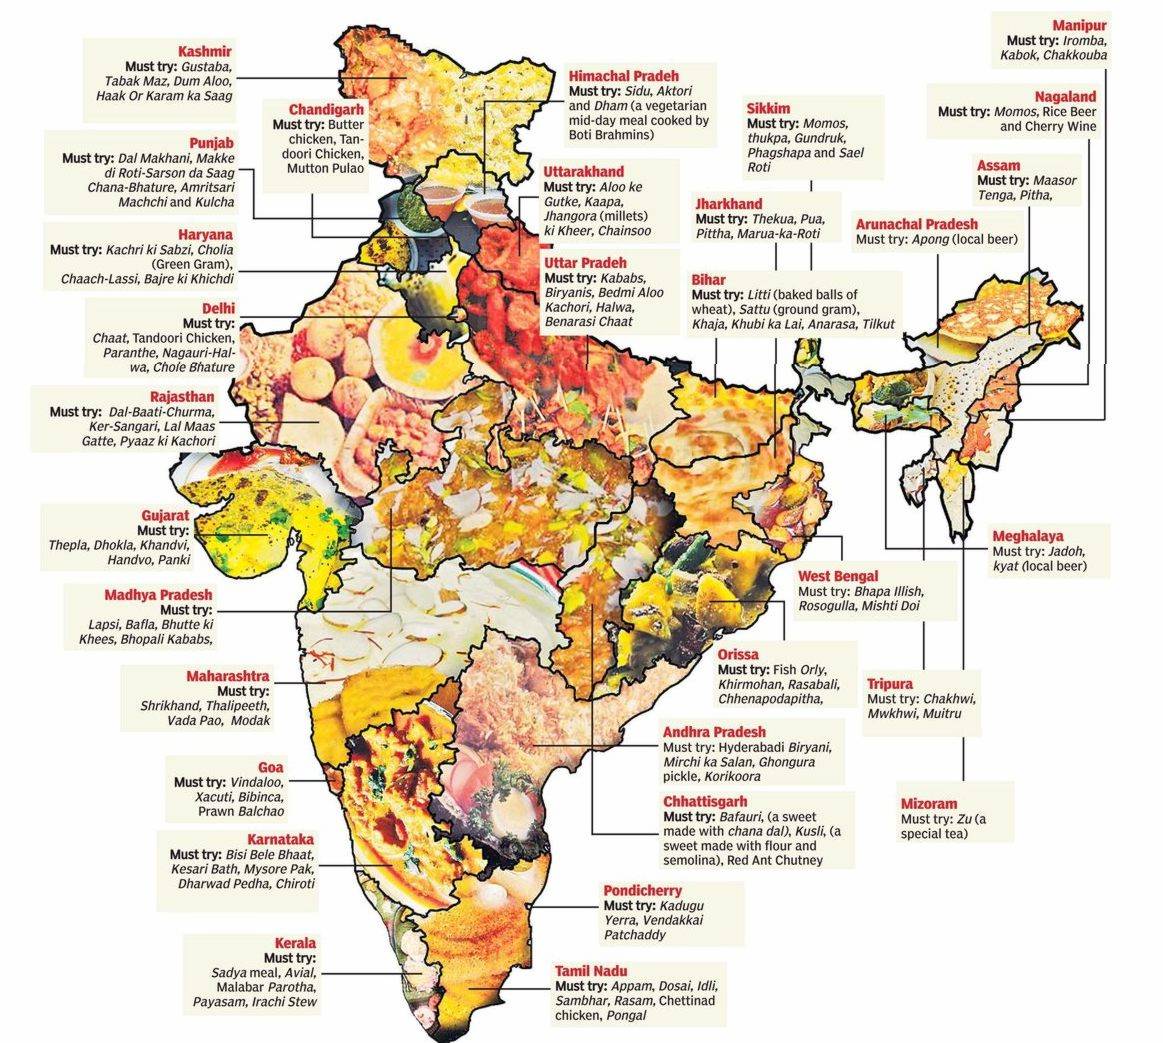 Kashmir
Must try: Gustaba,
Tabak Maz, Dum Aloo,
Haak Or Karam ka Saag
Chandigarh
Must try: Butter
chicken, Tan-
doori Chicken,
Mutton Pulao
Punjab
Must try: Dal Makhani, Makke
di Roti-Sarson da Saag
Chana-Bhature, Amritsari
Machchi and Kulcha
Haryana
Must try: Kachri ki Sabzi, Cholia
(Green Gram),
Chaach-Lassi, Bajre ki Khichdi
Delhi
Must try:
Chaat, Tandoori Chicken,
Paranthe, Nagauri-Hal-
wa, Chole Bhature
Rajasthan
Must try: Dal-Baati-Churma,
Ker-Sangari, Lal Maas
Gatte, Pyaaz ki Kachori
Gujarat
Must try:
Thepla, Dhokla, Khandvi,
Handvo, Panki
Madhya Pradesh
Must try:
Lapsi, Bafla, Bhutte ki
Khees, Bhopali Kababs,
Maharashtra
Must try:
Shrikhand, Thalipeeth,
Vada Pao, Modak
Goa
Must try: Vindaloo,
Xacuti, Bibinca,
Prawn Balchao
Karnataka
Must try: Bisi Bele Bhaat,
Kesari Bath, Mysore Pak,
Dharwad Pedha, Chiroti
Kerala
Must try:
Sadya meal, Avial,
Malabar Parotha,
Payasam, Irachi Stew
Himachal Pradeh
Must try: Sidu, Aktori
and Dham (a vegetarian
mid-day meal cooked by
Boti Brahmins)
Uttarakhand
Must try: Aloo ke
Gutke, Kaapa,
Jhangora (millets)
ki Kheer, Chainsoo
Uttar Pradeh
Must try: Kababs,
Biryanis, Bedmi Aloo
Kachori, Halwa,
Benarasi Chaat
Sikkim
Must try: Momos,
thukpa, Gundruk,
Phagshapa and Sael
Roti
Jharkhand
Must try: Thekua, Pua,
Pittha, Marua-ka-Roti
Bihar
Must try: Litti (baked balls of
wheat), Sattu (ground gram),
Khaja, Khubi ka Lai, Anarasa, Tilkut
Manipur
Must try: Iromba,
Kabok, Chakkouba
Nagaland
Must try: Momos, Rice Beer
and Cherry Wine
Assam
Must try: Maasor
Tenga, Pitha,
Arunachal Pradesh
Must try: Apong (local beer)
Meghalaya
Must try: Jadoh,
kyat (local beer)
West Bengal
Must try: Bhapa Illish,
Rosogulla, Mishti Doi
Orissa
Must try: Fish Orly,
Khirmohan, Rasabali,
Chhenapodapitha,
Tripura
Must try: Chakhwi,
Mwkhwi, Muitru
Andhra Pradesh
Must try: Hyderabadi Biryani,
Mirchi ka Salan, Ghongura
pickle, Korikoora
Chhattisgarh
Must try: Bafauri, (a sweet
made with chana dal), Kusli, (a
sweet made with flour and
semolina), Red Ant Chutney
Mizoram
Must try: Zu (a
special tea)
Pondicherry
Must try: Kadugu
Yerra, Vendakkai
Patchaddy
Tamil Nadu
Must try: Appam, Dosai, Idli,
Sambhar, Rasam, Chettinad
chicken, Pongal